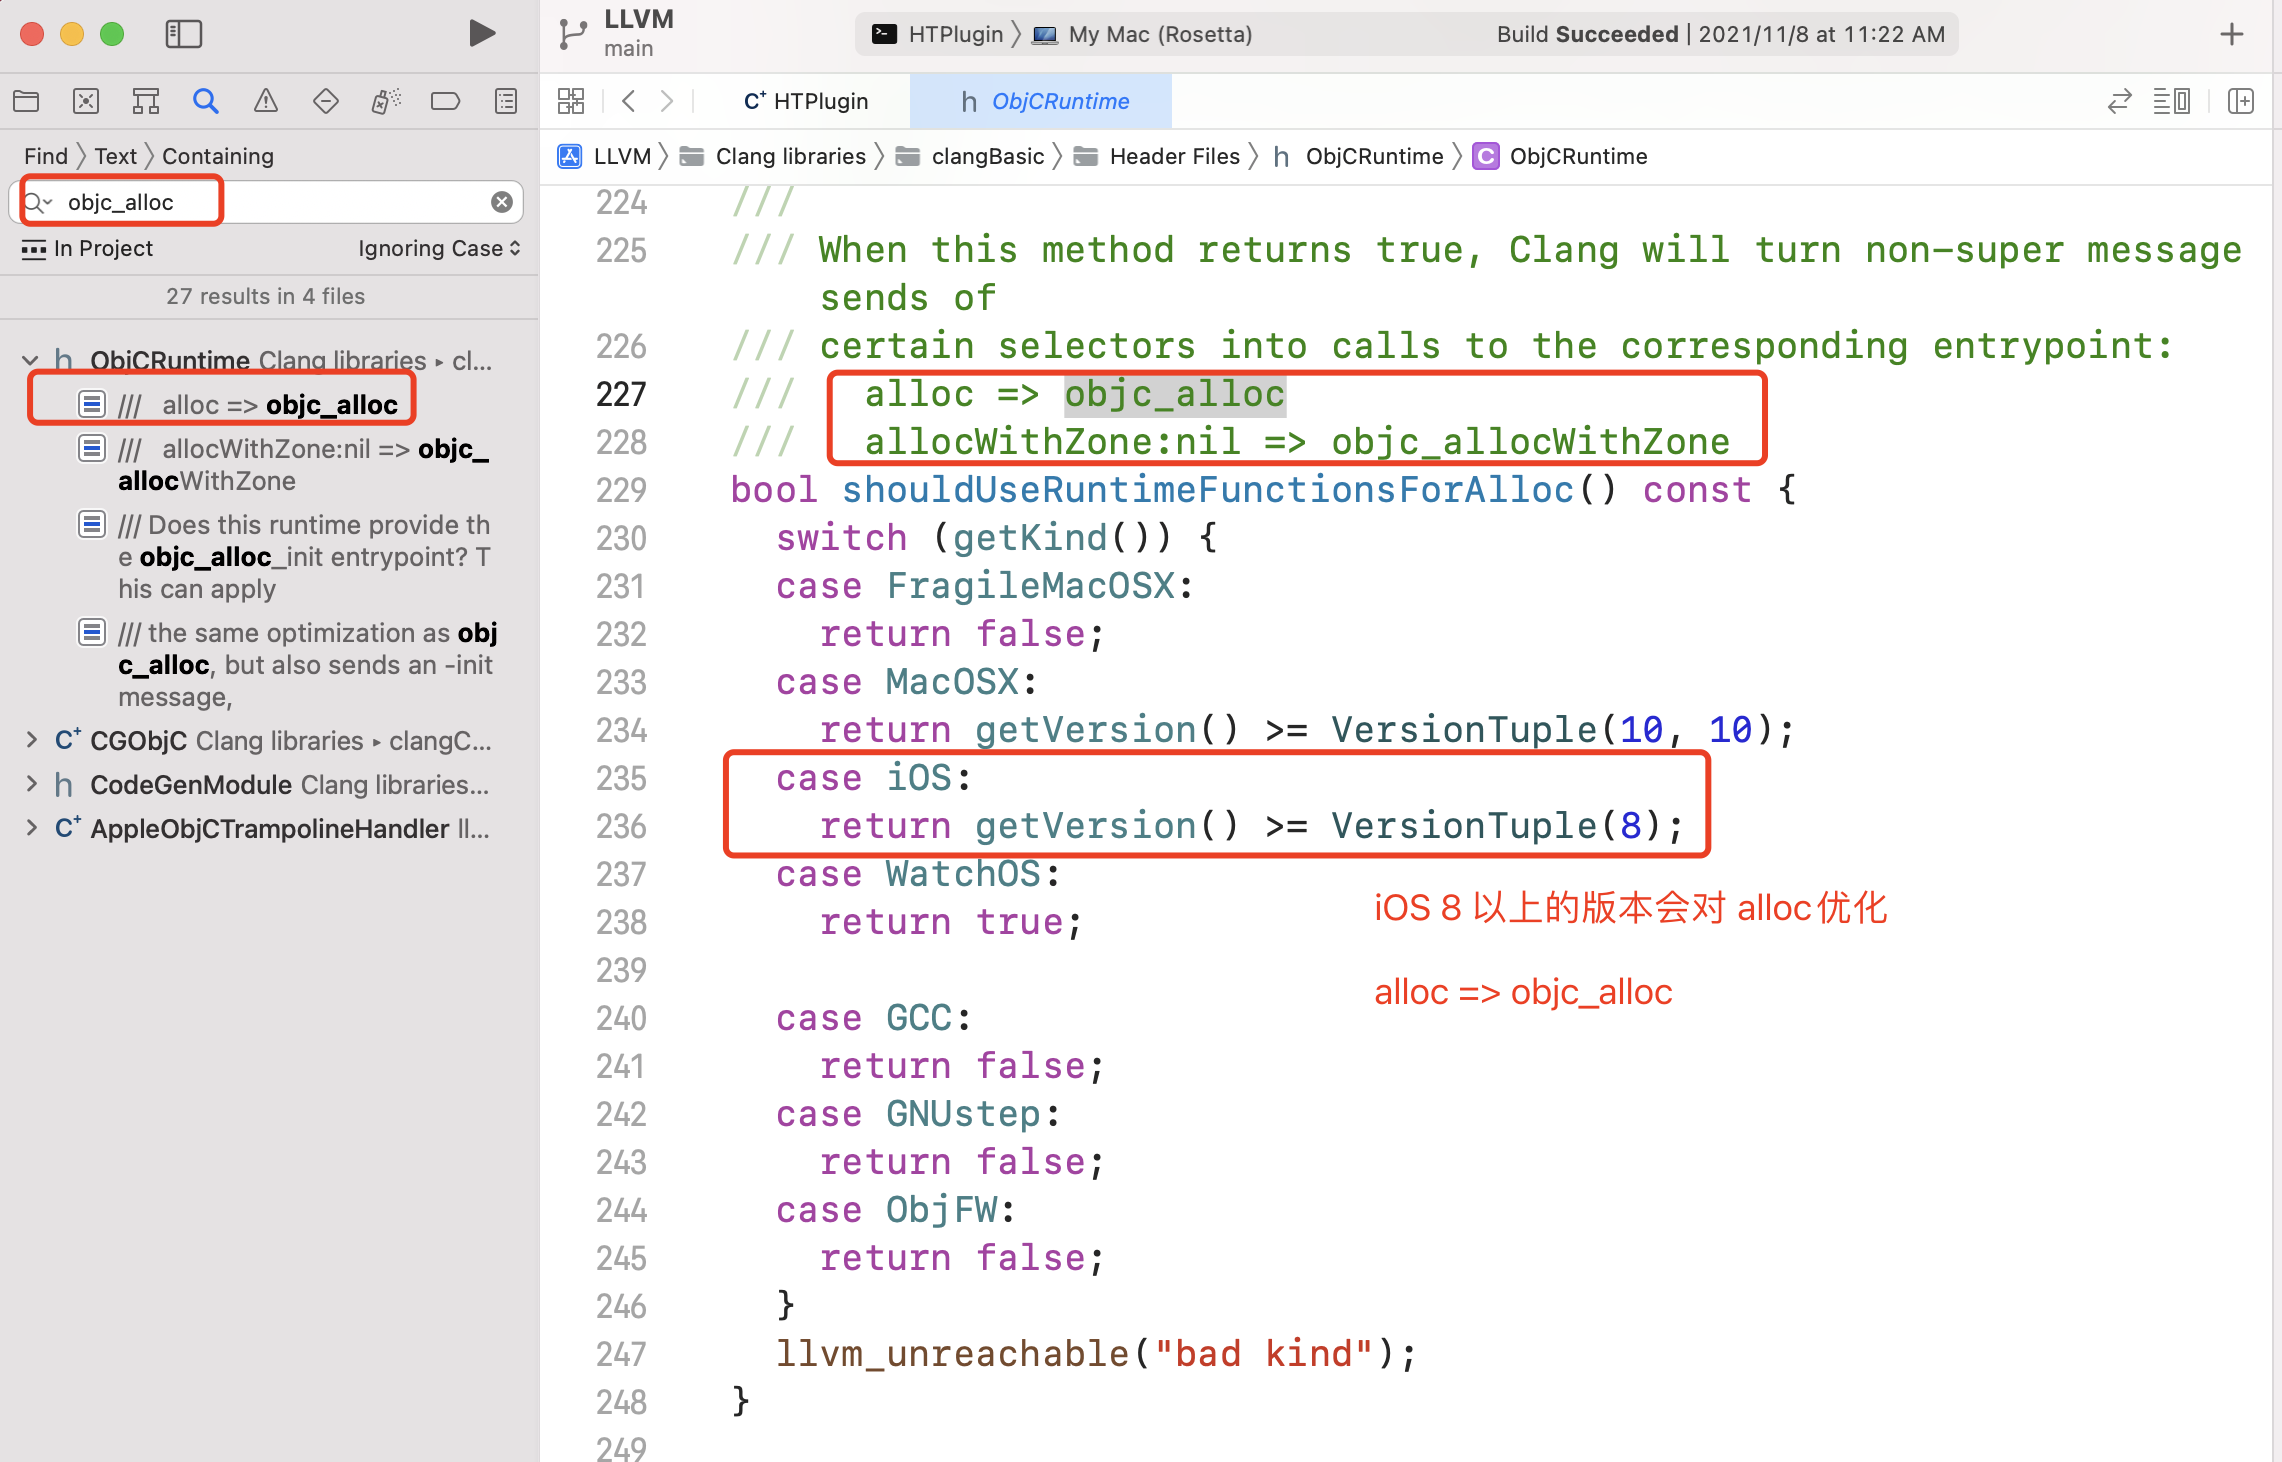 LLVM
main
HTPlugin
My Mac (Rosetta)
Build Succeeded | 2021/11/8 at 11:22 AM
HTPlugin
ObjCRuntime
Find
Text
Containing
LLVM
Clang libraries
clangBasic
Header Files
ObjCRuntime
ObjCRuntime
objc_alloc
In Project
Ignoring Case
27 results in 4 files
ObjCRuntime Clang libraries ▸ cl...
/// alloc => objc_alloc
/// allocWithZone:nil => objc_
allocWithZone
/// Does this runtime provide th
e objc_alloc_init entrypoint? T
his can apply
/// the same optimization as obj
c_alloc, but also sends an -init
message,
CGObjC Clang libraries ▸ clangC...
CodeGenModule Clang libraries...
AppleObjCTrampolineHandler ll...
224 ///
225 /// When this method returns true, Clang will turn non-super message
sends of
226 /// certain selectors into calls to the corresponding entrypoint:
227 /// alloc => objc_alloc
228 /// allocWithZone:nil => objc_allocWithZone
229 bool shouldUseRuntimeFunctionsForAlloc() const {
230 switch (getKind()) {
231 case FragileMacOSX:
232 return false;
233 case MacOSX:
234 return getVersion() >= VersionTuple(10, 10);
235 case iOS:
236 return getVersion() >= VersionTuple(8);
237 case WatchOS:
238 return true;
239
240 case GCC:
241 return false;
242 case GNUstep:
243 return false;
244 case ObjFW:
245 return false;
246 }
247 llvm_unreachable("bad kind");
248 }
249
iOS 8 以上的版本会对 alloc优化
alloc => objc_alloc